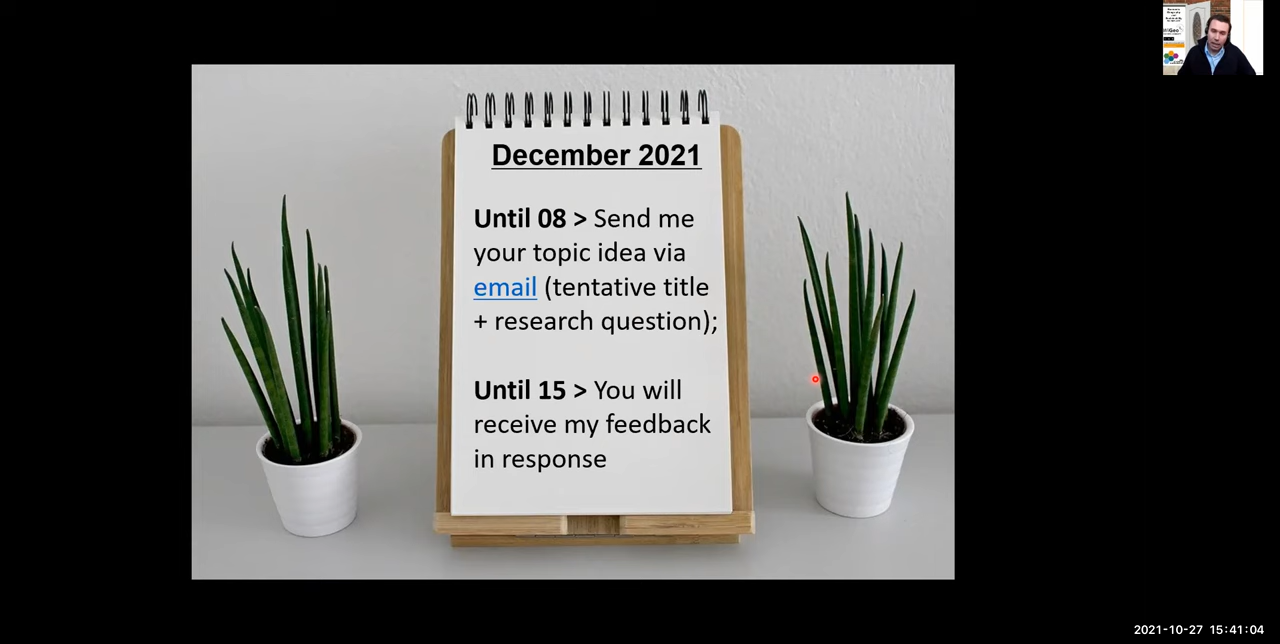 December 2021
Until 08 > Send me
your topic idea via
email (tentative title
+ research question);
Until 15 > You will
receive my feedback
in response
2021-10-27 15:41:04